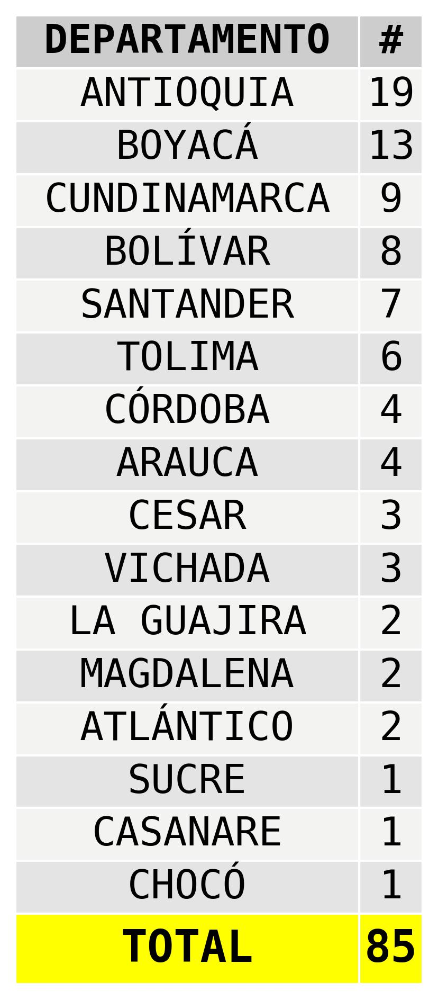 DEPARTAMENTO #
ANTIOQUIA 19
BOYACÁ 13
CUNDINAMARCA 9
BOLÍVAR 8
SANTANDER 7
TOLIMA 6
CÓRDOBA 4
ARAUCA 4
CESAR 3
VICHADA 3
LA GUAJIRA 2
MAGDALENA 2
ATLÁNTICO 2
SUCRE 1
CASANARE 1
CHOCÓ 1
TOTAL 85